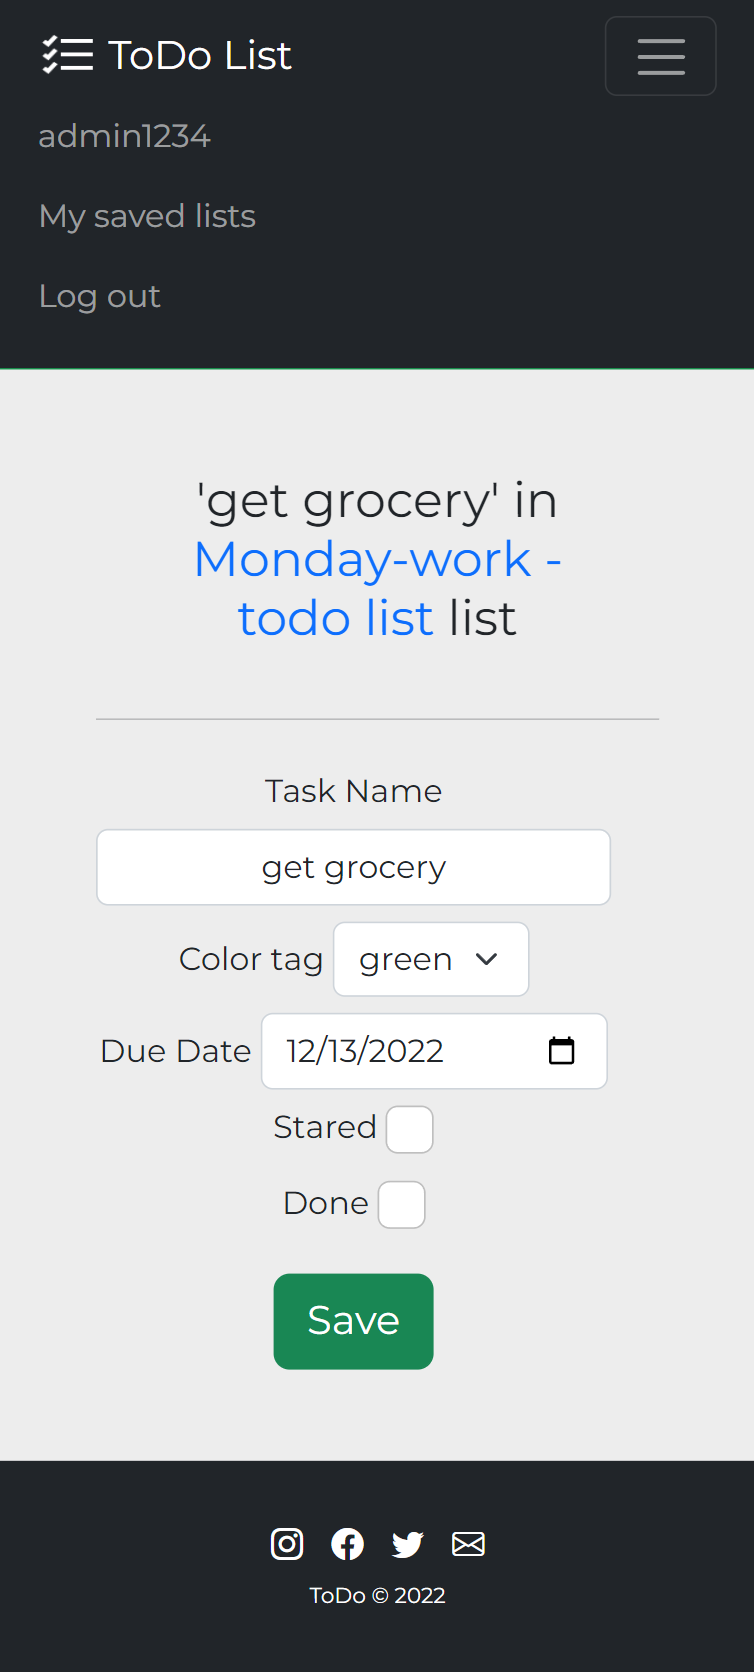 ToDo List
admin1234
My saved lists
Log out
'get grocery' in
Monday-work -
todo list list
Task Name
get grocery
Color tag green
Due Date 12/13/2022
Stared
Done
Save
ToDo © 2022